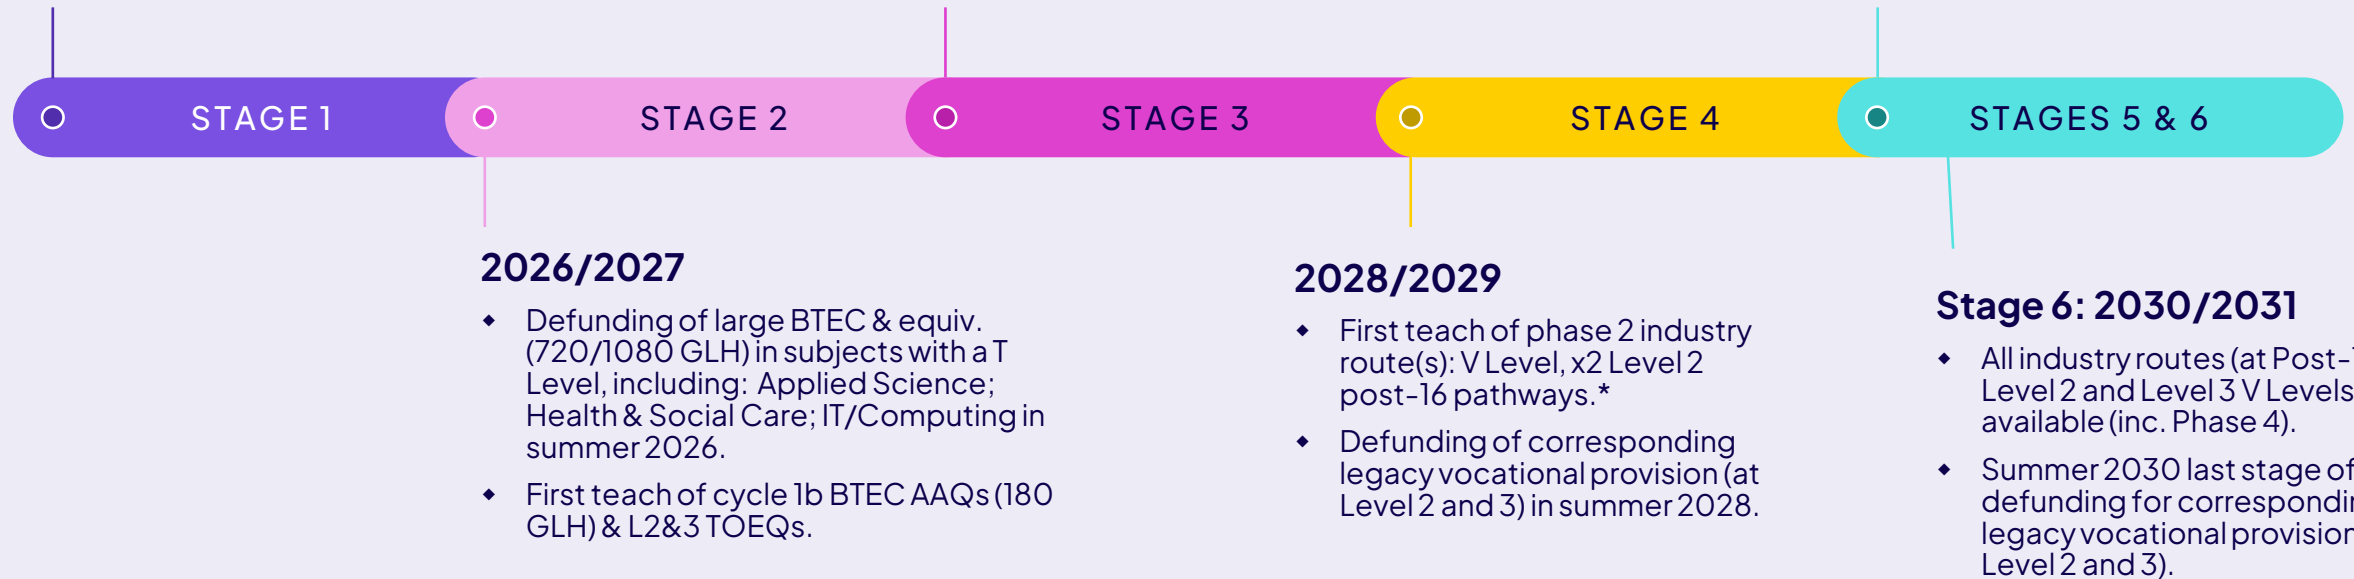 STAGE 1
STAGE 2
STAGE 3
STAGE 4
STAGES 5 & 6
2026/2027
Defunding of large BTEC & equiv.
(720/1080 GLH) in subjects with a T
Level, including: Applied Science;
Health & Social Care; IT/Computing in
summer 2026.
First teach of cycle 1b BTEC AAQs (180
GLH) & L2&3 TOEQs.
2028/2029
First teach of phase 2 industry
route(s): V Level, x2 Level 2
post-16 pathways.*
Defunding of corresponding
legacy vocational provision (at
Level 2 and 3) in summer 2028.
Stage 6: 2030/2031
All industry routes (at Post-
Level 2 and Level 3 V Levels
available (inc. Phase 4).
Summer 2030 last stage of
defunding for
legacy vocational provision
Level 2 and 3).